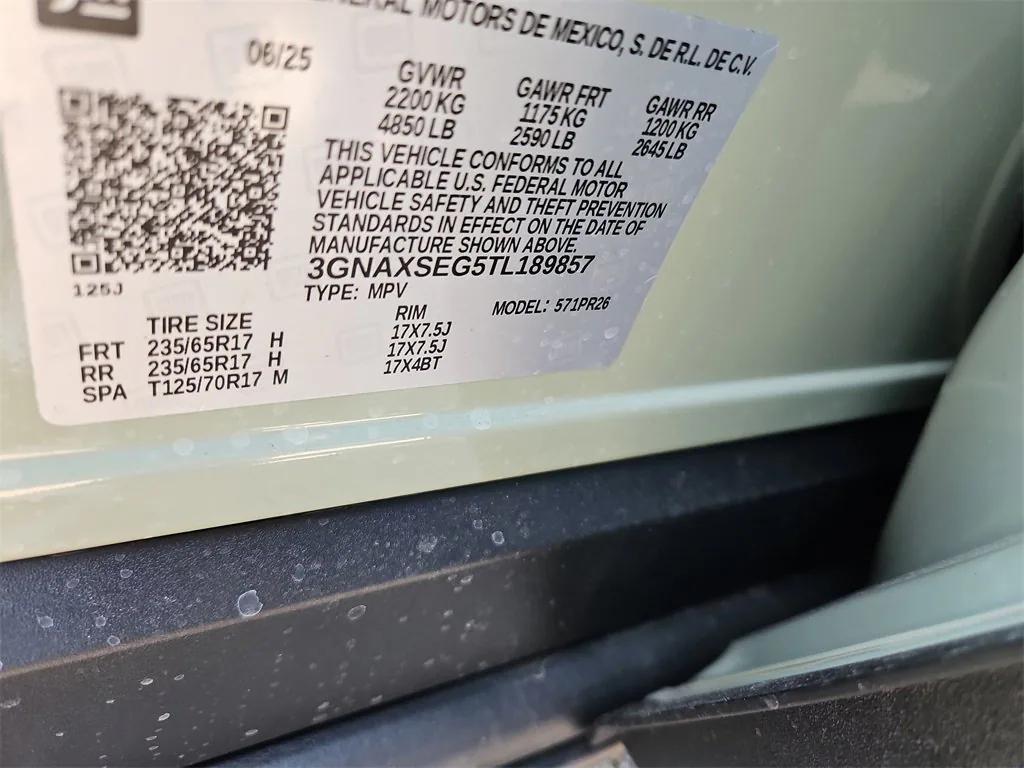 GENERAL MOTORS DE MEXICO, S. DE R.L. DE C.V.
06/25
GVWR GAWR FRT GAWR RR
2200 KG 1175 KG 1200 KG
4850 LB 2590 LB 2645 LB
THIS VEHICLE CONFORMS TO ALL
APPLICABLE U.S. FEDERAL MOTOR
VEHICLE SAFETY AND THEFT PREVENTION
STANDARDS IN EFFECT ON THE DATE OF
MANUFACTURE SHOWN ABOVE.
3GNAXSEG5TL189857
125J
TYPE: MPV MODEL: 571PR26
TIRE SIZE RIM
FRT 235/65R17 H 17X7.5J
RR 235/65R17 H 17X7.5J
SPA T125/70R17 M 17X4BT